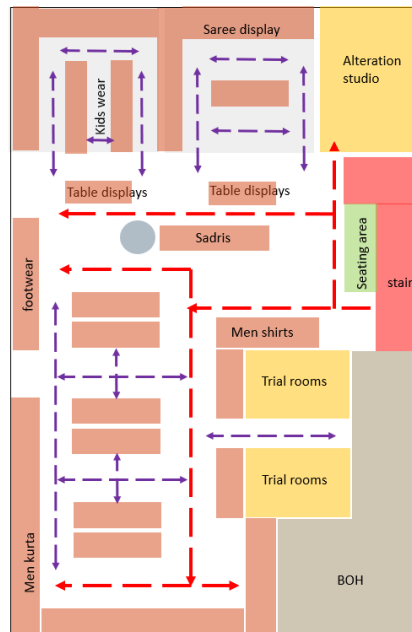 Saree display
Alteration
studio
Kids wear
Table displays
Table displays
Sadris
Seating area
footwear
stair
Men shirts
Trial rooms
Trial rooms
Men kurta
BOH